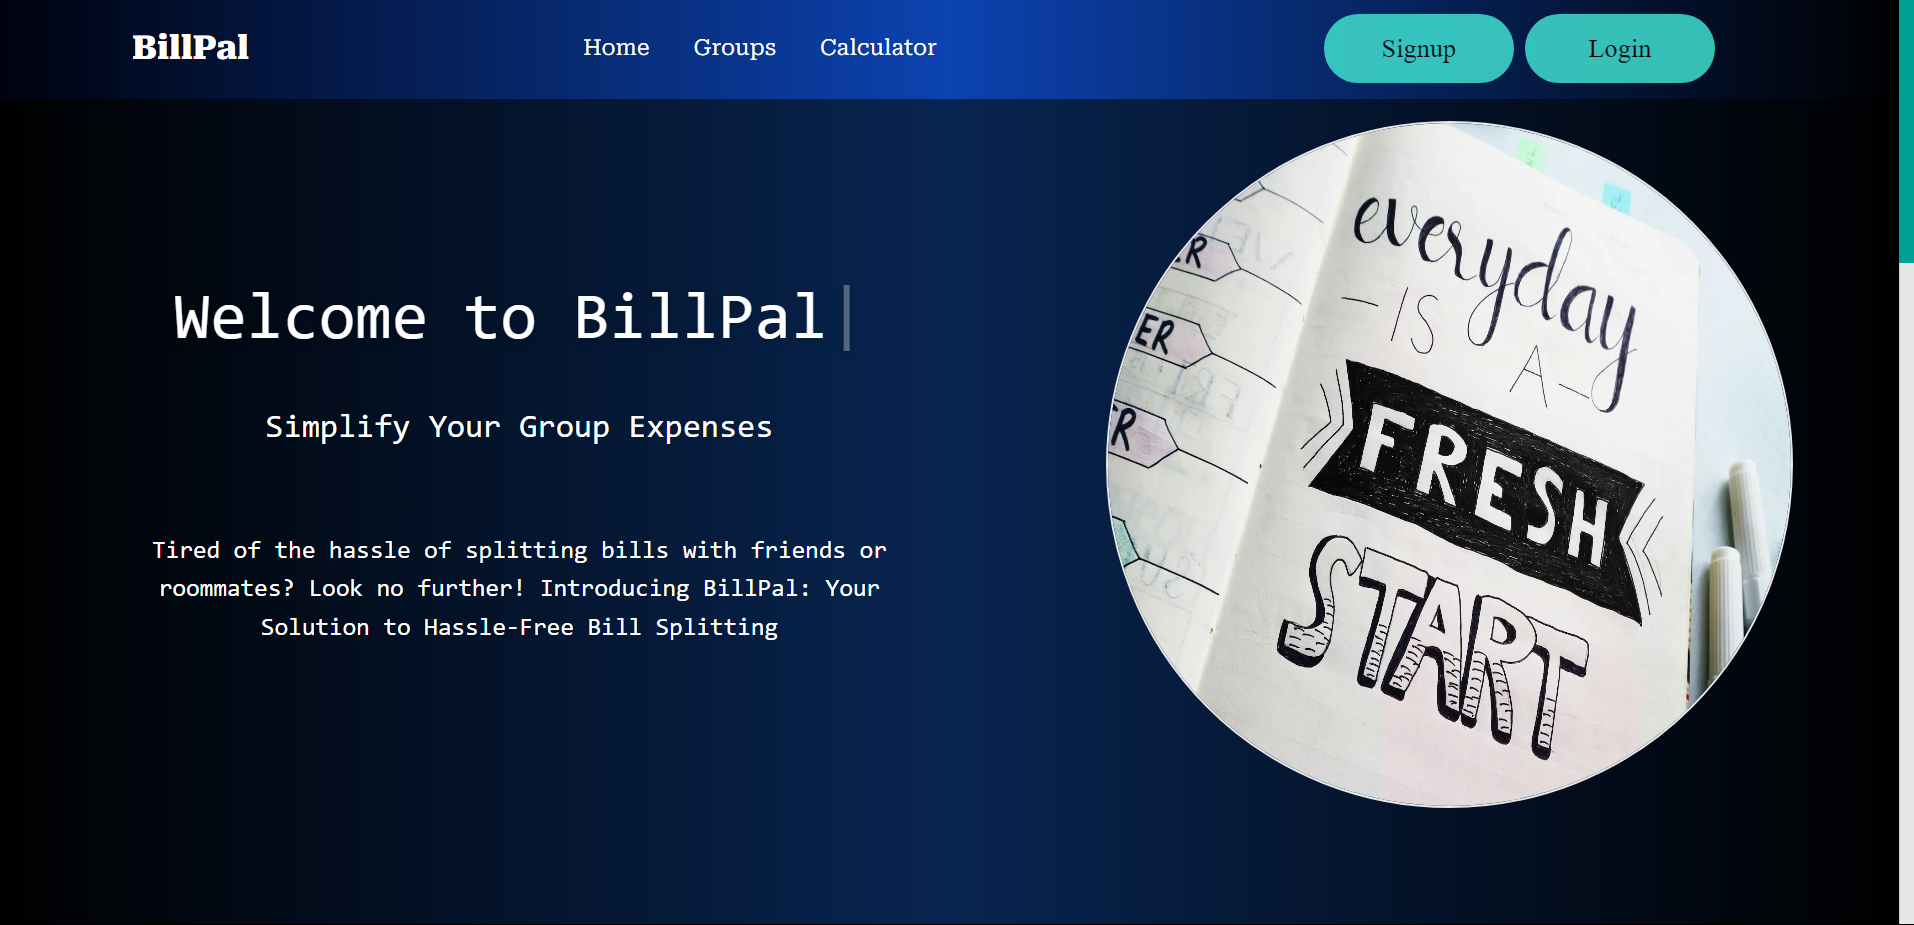 BillPal
Home Groups Calculator
Signup Login
Welcome to BillPal
Simplify Your Group Expenses
Tired of the hassle of splitting bills with friends or
roommates? Look no further! Introducing BillPal: Your
Solution to Hassle-Free Bill Splitting
everyday
-IS
A-
FRESH
START
ER
ER
R